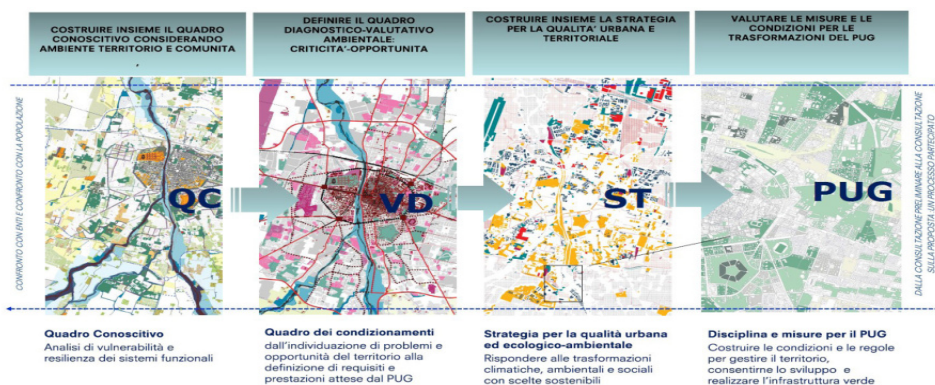 COSTRUIRE INSIEME IL QUADRO
CONOSCITIVO CONSIDERANDO
AMBIENTE TERRITORIO E COMUNITA
,
DEFINIRE IL QUADRO
DIAGNOSTICO-VALUTATIVO
AMBIENTALE:
CRITICITA'-OPPORTUNITA
COSTRUIRE INSIEME LA STRATEGIA
PER LA QUALITA' URBANA E
TERRITORIALE
VALUTARE LE MISURE E LE
CONDIZIONI PER LE
TRASFORMAZIONI DEL PUG
CONFRONTO CON ENTI E CONFRONTO CON LA POPOLAZIONE
QC
VD
ST
PUG
DALLA CONSULTAZIONE PRELIMINARE ALLA CONSULTAZIONE
SULLA PROPOSTA: UN PROCESSO PARTECIPATO
Quadro Conoscitivo
Analisi di vulnerabilità e
resilienza dei sistemi funzionali
Quadro dei condizionamenti
dall'individuazione di problemi e
opportunità del territorio alla
definizione di requisiti e
prestazioni attese dal PUG
Strategia per la qualità urbana
ed ecologico-ambientale
Rispondere alle trasformazioni
climatiche, ambientali e sociali
con scelte sostenibili
Disciplina e misure per il PUG
Costruire le condizioni e le regole
per gestire il territorio,
consentirne lo sviluppo e
realizzare l'infrastruttura verde